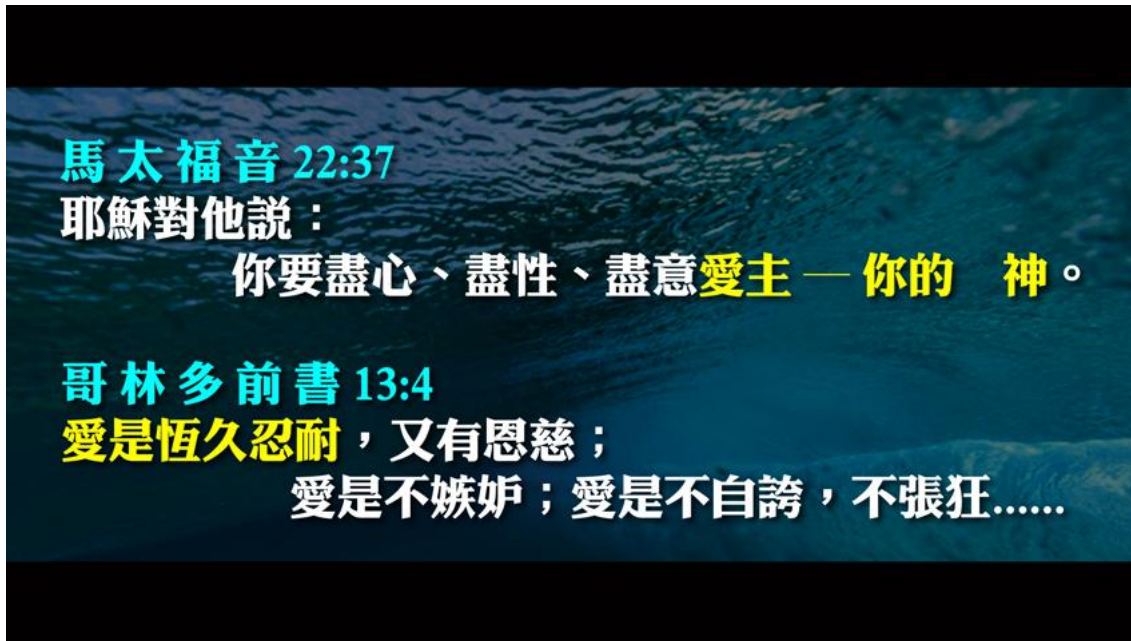 馬太福音 22:37
耶穌對他說：
你要盡心、盡性、盡意愛主 — 你的　神。
哥林多前書 13:4
愛是恆久忍耐，又有恩慈；
愛是不嫉妒；愛是不自誇，不張狂......